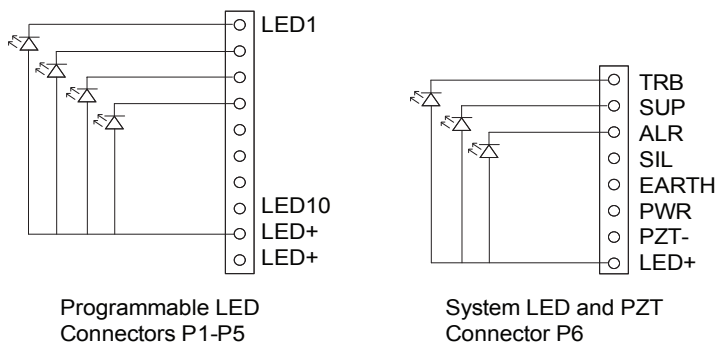 LED1
LED10
LED+
LED+
Programmable LED
Connectors P1-P5
TRB
SUP
ALR
SIL
EARTH
PWR
PZT-
LED+
System LED and PZT
Connector P6